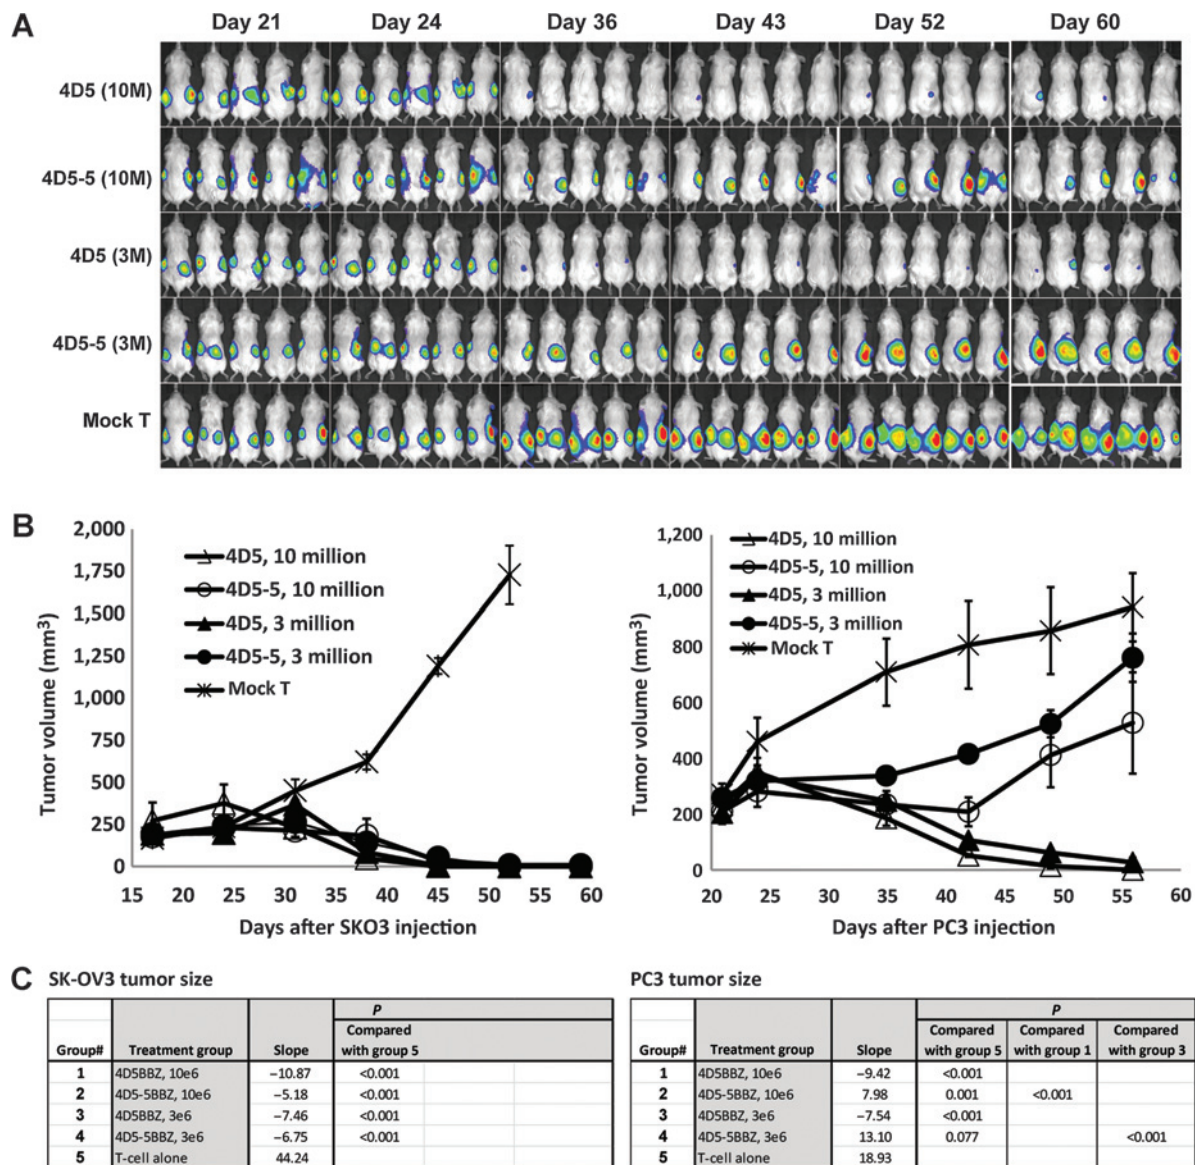 A
Day 21 Day 24 Day 36 Day 43 Day 52 Day 60
4D5 (10M)
4D5-5 (10M)
4D5 (3M)
4D5-5 (3M)
Mock T
B
2,000
1,750
1,500
1,250
1,000
750
500
250
0
Tumor volume (mm³)
4D5, 10 million
4D5-5, 10 million
4D5, 3 million
4D5-5, 3 million
Mock T
15 20 25 30 35 40 45 50 55 60
Days after SKO3 injection
1,200
1,000
800
600
400
200
0
Tumor volume (mm³)
4D5, 10 million
4D5-5, 10 million
4D5, 3 million
4D5-5, 3 million
Mock T
20 25 30 35 40 45 50 55 60
Days after PC3 injection
C
SK-OV3 tumor size
P
Group# Treatment group Slope Compared with group 5
1 4D5BBZ, 10e6 −10.87 <0.001
2 4D5-5BBZ, 10e6 −5.18 <0.001
3 4D5BBZ, 3e6 −7.46 <0.001
4 4D5-5BBZ, 3e6 −6.75 <0.001
5 T-cell alone 44.24
PC3 tumor size
P
Group# Treatment group Slope Compared with group 5 Compared with group 1 Compared with group 3
1 4D5BBZ, 10e6 −9.42 <0.001
2 4D5-5BBZ, 10e6 7.98 0.001 <0.001
3 4D5BBZ, 3e6 −7.54 <0.001
4 4D5-5BBZ, 3e6 13.10 0.077 <0.001
5 T-cell alone 18.93